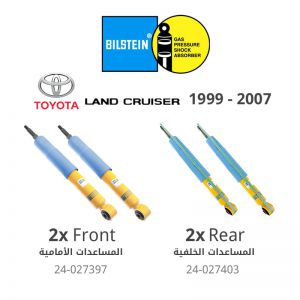 BILSTEIN
GAS
PRESSURE
SHOCK
ABSORBER
TOYOTA LAND CRUISER 1999 - 2007
2x Front
المساعدات الأمامية
24-027397
2x Rear
المساعدات الخلفية
24-027403